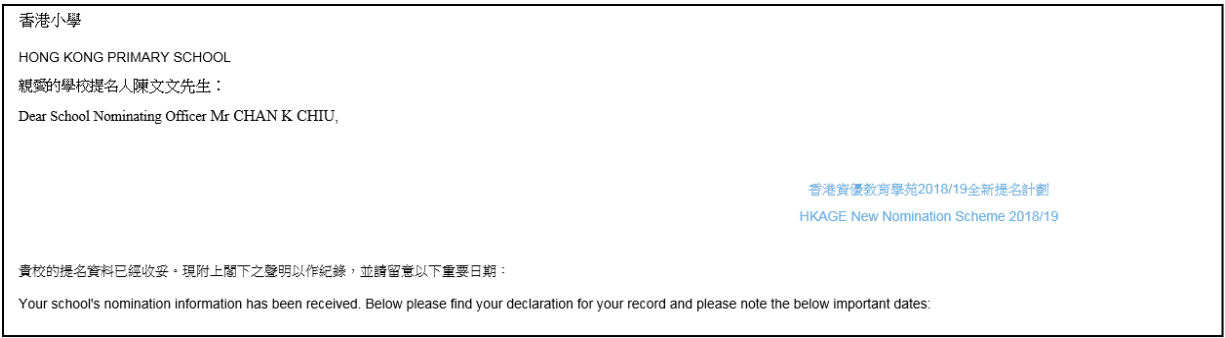 香港小學
HONG KONG PRIMARY SCHOOL
親愛的學校提名人陳文文先生：
Dear School Nominating Officer Mr CHAN K CHIU,
香港資優教育學苑2018/19全新提名計劃
HKAGE New Nomination Scheme 2018/19
貴校的提名資料已經收妥。現附上閣下之聲明以作紀錄，並請留意以下重要日期：
Your school's nomination information has been received. Below please find your declaration for your record and please note the below important dates: